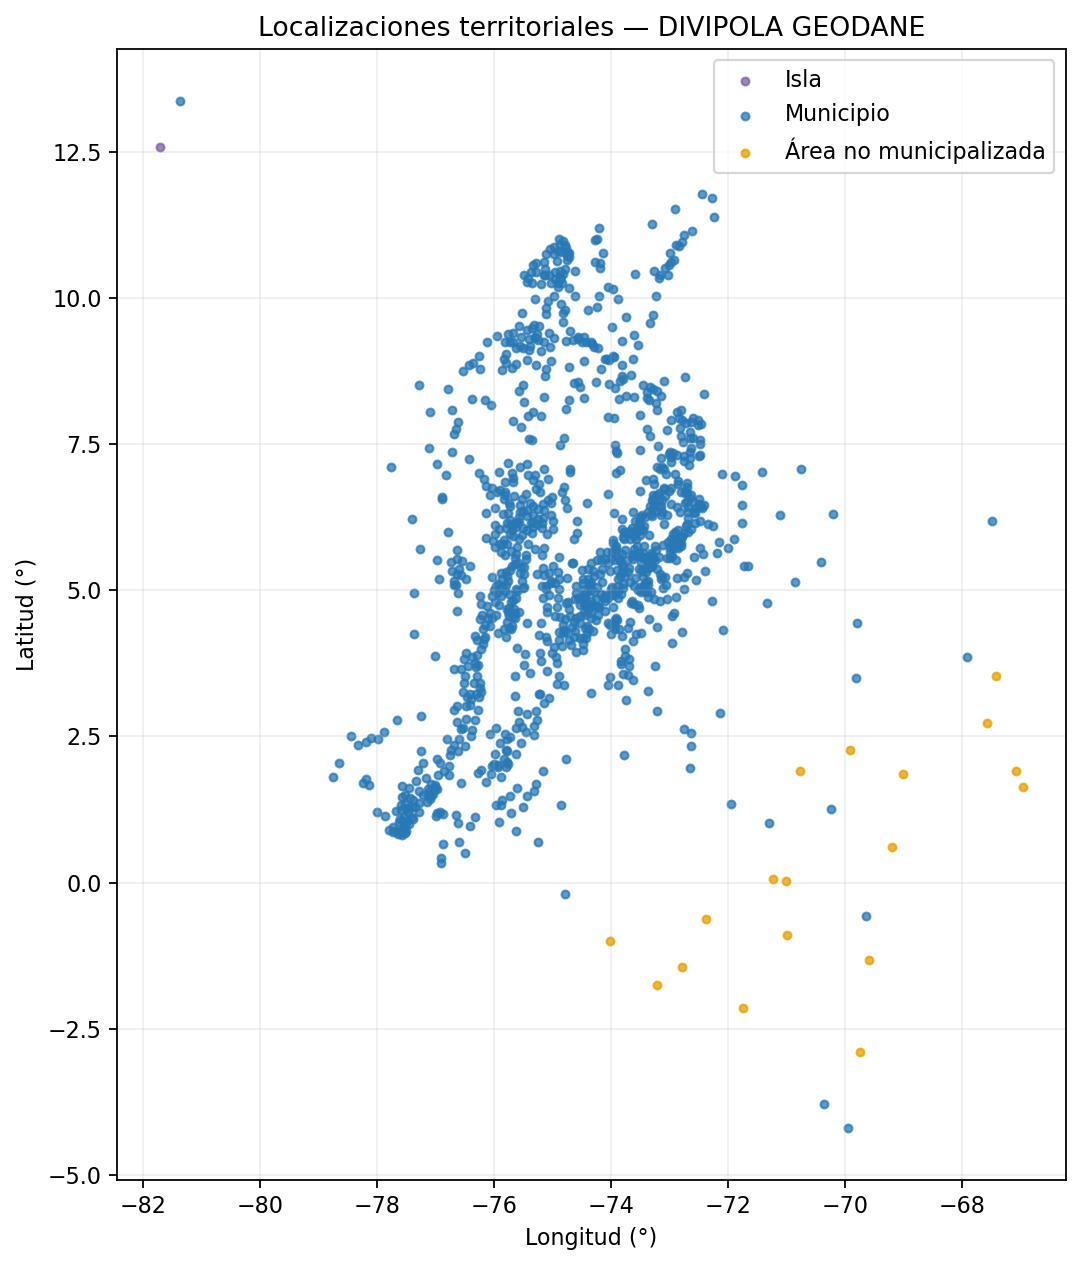 Localizaciones territoriales — DIVIPOLA GEODANE
Isla
Municipio
Área no municipalizada
12.5
10.0
7.5
5.0
2.5
0.0
−2.5
−5.0
Latitud (°)
−82
−80
−78
−76
−74
−72
−70
−68
Longitud (°)